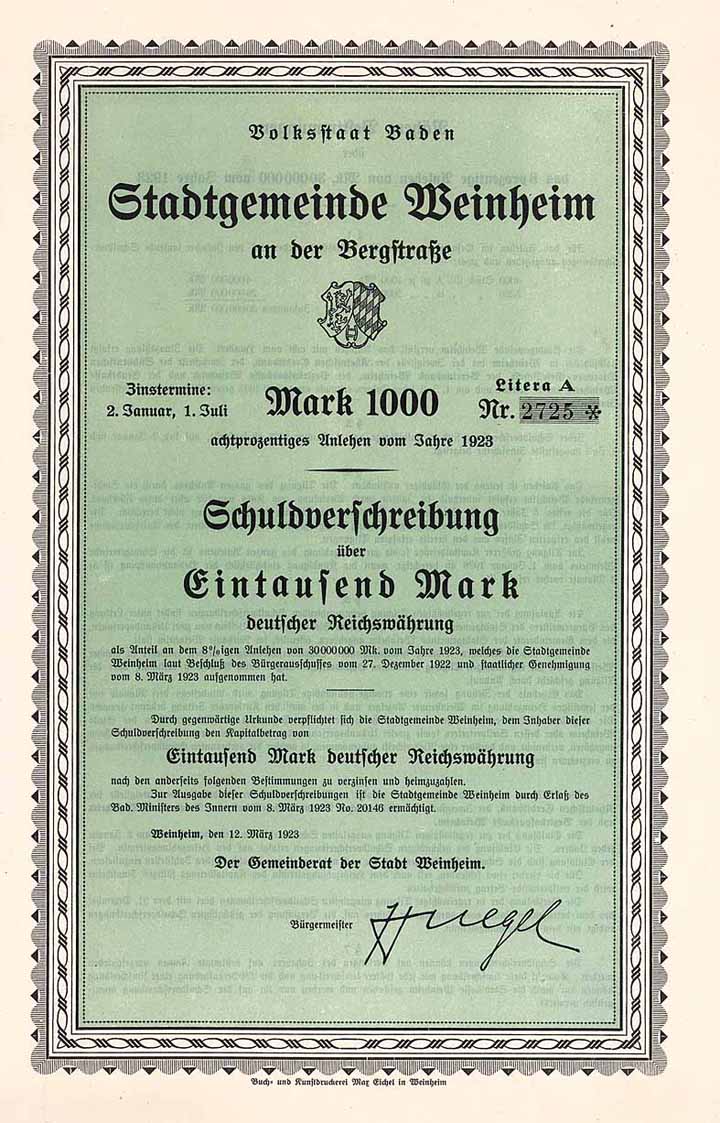 Volksstaat Baden
Stadtgemeinde Weinheim
an der Bergstraße
Zinstermine:
2. Januar, 1. Juli
Mark 1000
Litera A
Nr. 2725 *
achtprozentiges Anlehen vom Jahre 1923
Schuldverschreibung
über
Eintausend Mark
deutscher Reichswährung
als Anteil an dem 8%igen Anlehen von 30000000 Mk. vom Jahre 1923, welches die Stadtgemeinde
Weinheim laut Beschluß des Bürgerausschusses vom 27. Dezember 1922 und staatlicher Genehmigung
vom 8. März 1923 aufgenommen hat.
Durch gegenwärtige Urkunde verpflichtet sich die Stadtgemeinde Weinheim, dem Inhaber dieser
Schuldverschreibung den Kapitalbetrag von
Eintausend Mark deutscher Reichswährung
nach den anderseits folgenden Bestimmungen zu verzinsen und heimzuzahlen.
Zur Ausgabe dieser Schuldverschreibungen ist die Stadtgemeinde Weinheim durch Erlaß des
Bad. Ministers des Innern vom 8. März 1923 No. 20146 ermächtigt.
Weinheim, den 12. März 1923
Der Gemeinderat der Stadt Weinheim.
Bürgermeister
Huegel
Buch- und Kunstdruckerei Max Eichel in Weinheim